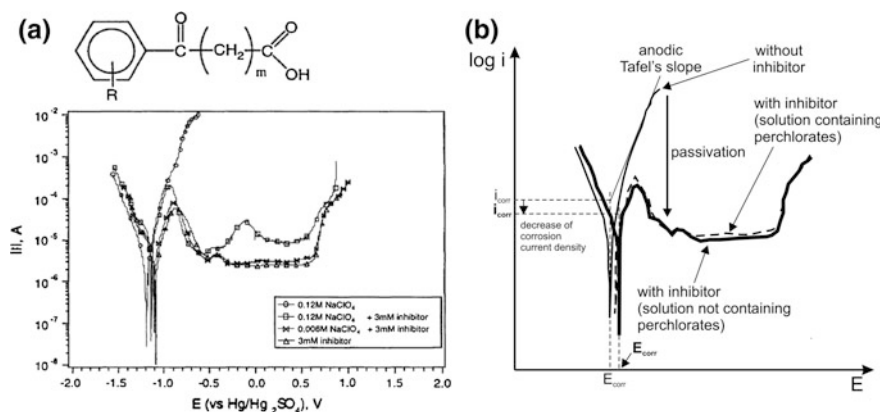 (a)
O
C
CH₂
m
C
O
OH
R
10⁻²
10⁻³
10⁻⁴
10⁻⁵
10⁻⁶
10⁻⁷
10⁻⁸
|i|, A
0.12M NaClO₄
0.12M NaClO₄ + 3mM inhibitor
0.006M NaClO₄ + 3mM inhibitor
3mM inhibitor
-2.0 -1.5 -1.0 -0.5 0.0 0.5 1.0 1.5 2.0
E (vs Hg/Hg₂SO₄), V
(b)
log i
anodic
Tafel's slope
without
inhibitor
with inhibitor
(solution containing
perchlorates)
passivation
i corr
i corr
decrease of
corrosion
current density
with inhibitor
(solution not containing
perchlorates)
E corr
E corr
E